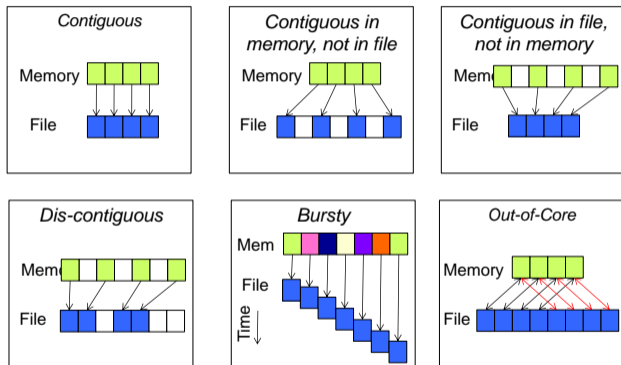 Contiguous
Memory
File
Contiguous in
memory, not in file
Memory
File
Contiguous in file,
not in memory
Mem
File
Dis-contiguous
Mem
File
Bursty
Mem
File
Time
Out-of-Core
Memory
File